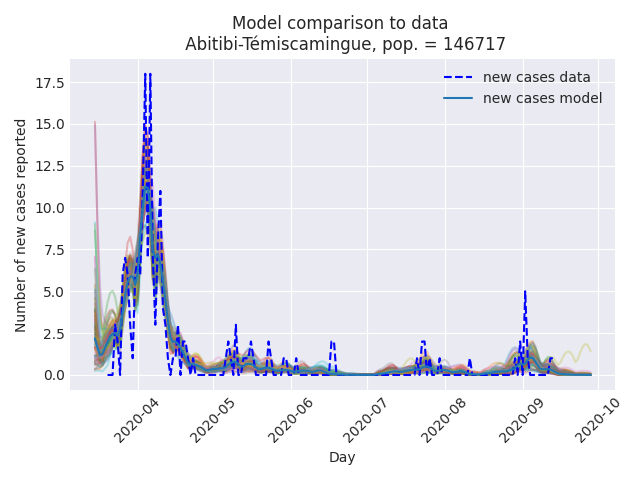 Model comparison to data
Abitibi-Témiscamingue, pop. = 146717
new cases data
new cases model
Number of new cases reported
17.5
15.0
12.5
10.0
7.5
5.0
2.5
0.0
2020-04
2020-05
2020-06
2020-07
2020-08
2020-09
2020-10
Day